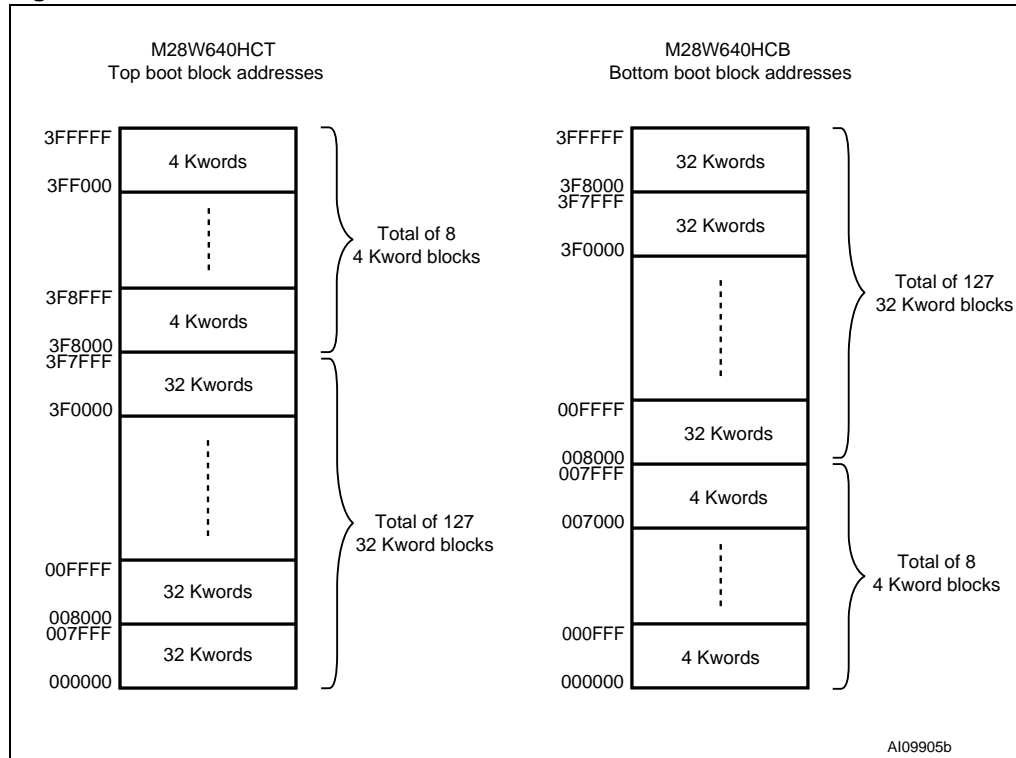 M28W640HCT
Top boot block addresses
3FFFFF
4 Kwords
3FF000
Total of 8
4 Kword blocks
3F8FFF
4 Kwords
3F8000
3F7FFF
32 Kwords
3F0000
Total of 127
32 Kword blocks
00FFFF
32 Kwords
008000
007FFF
32 Kwords
000000
M28W640HCB
Bottom boot block addresses
3FFFFF
32 Kwords
3F8000
3F7FFF
32 Kwords
3F0000
Total of 127
32 Kword blocks
00FFFF
32 Kwords
008000
007FFF
4 Kwords
007000
Total of 8
4 Kword blocks
000FFF
4 Kwords
000000
AI09905b